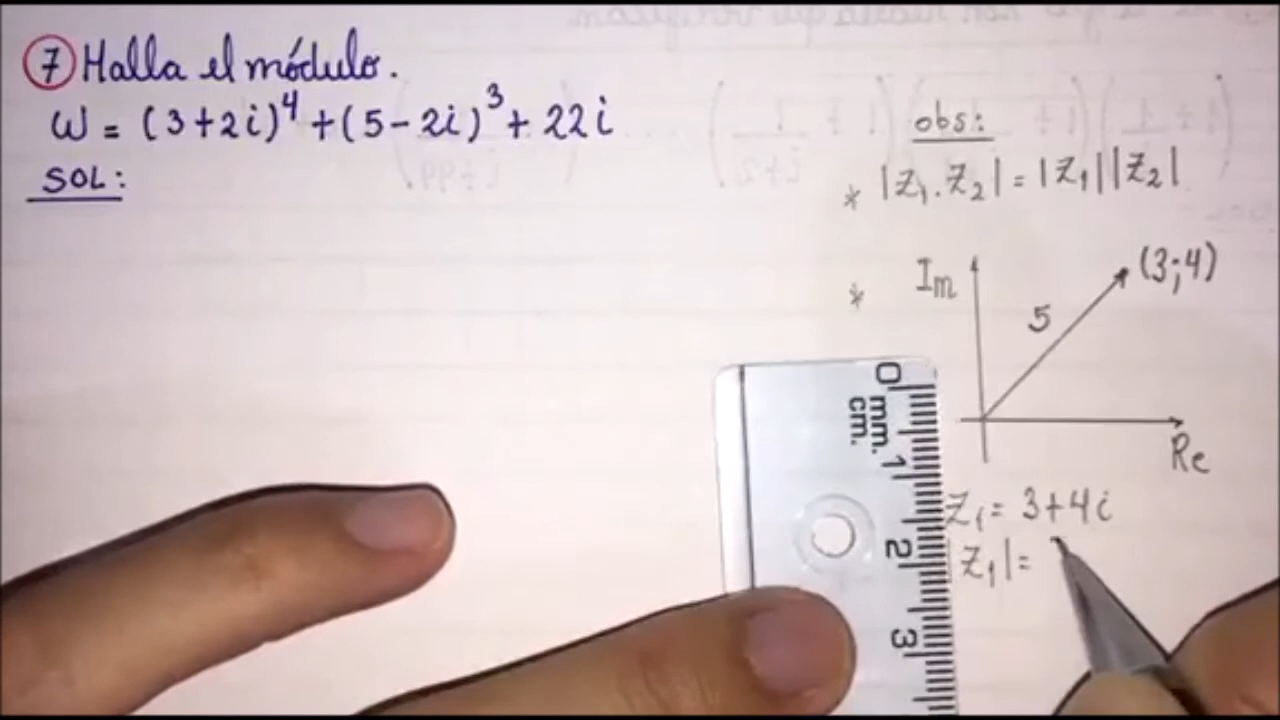 7 Halla el módulo.
W = (3+2i)⁴ + (5-2i)³ + 22i
SOL:
obs:
* |Z₁.Z₂| = |Z₁||Z₂|
*
Im
(3;4)
5
Re
Z₁ = 3+4i
|Z₁| =
0
mm.
cm.
1
2
3